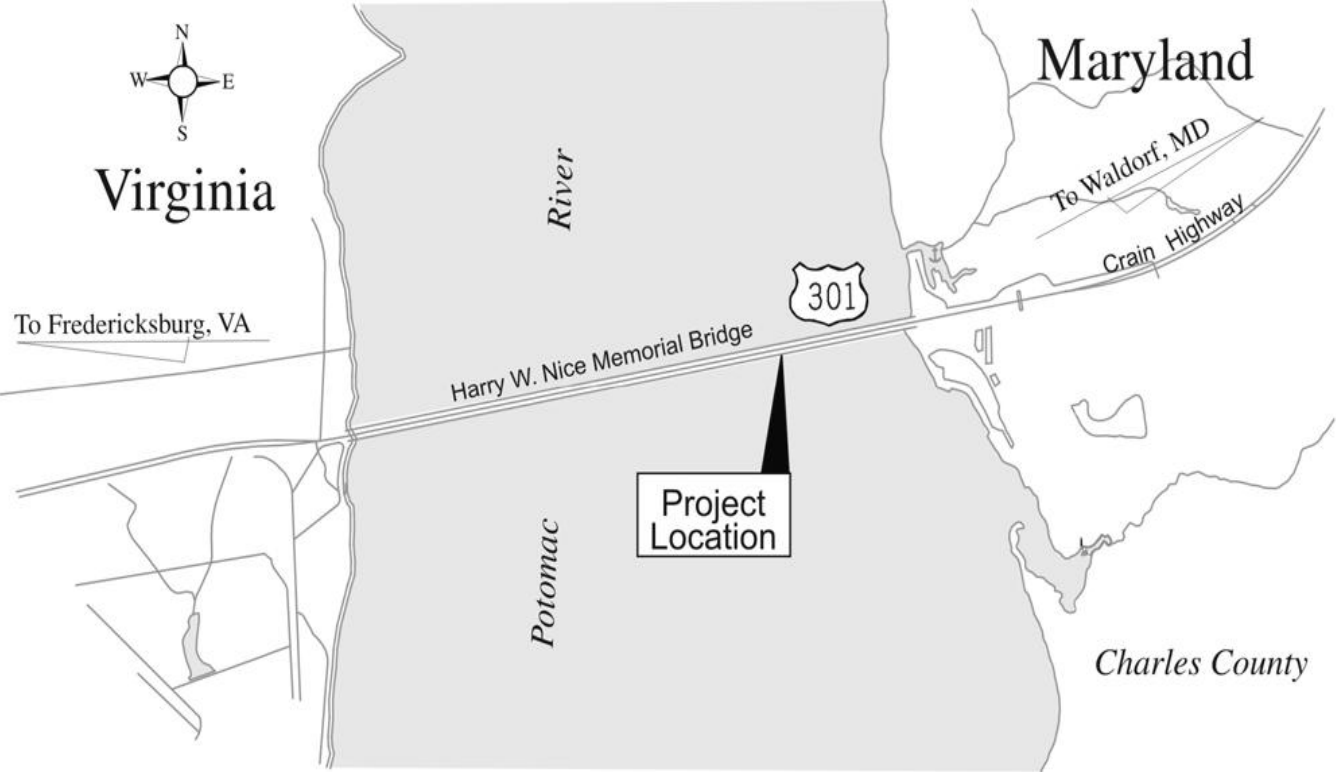 N
W
E
S
Maryland
Virginia
River
To Waldorf, MD
Crain Highway
301
To Fredericksburg, VA
Harry W. Nice Memorial Bridge
Project
Location
Potomac
Charles County